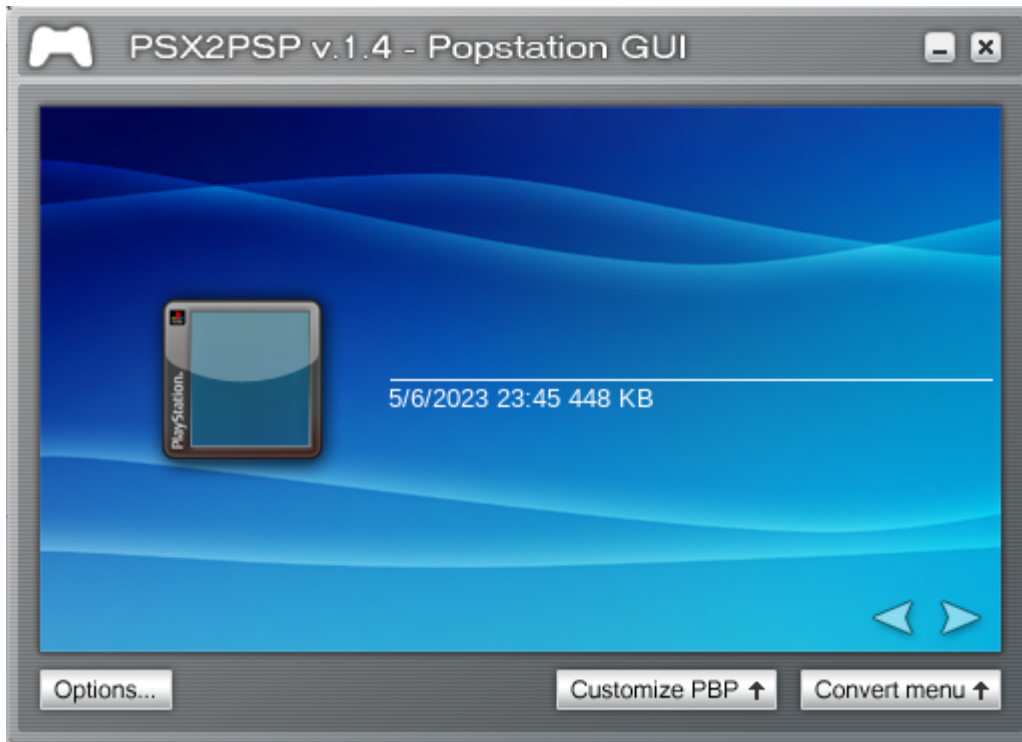 PSX2PSP v.1.4 - Popstation GUI
PlayStation.
5/6/2023 23:45 448 KB
Options...
Customize PBP
Convert menu